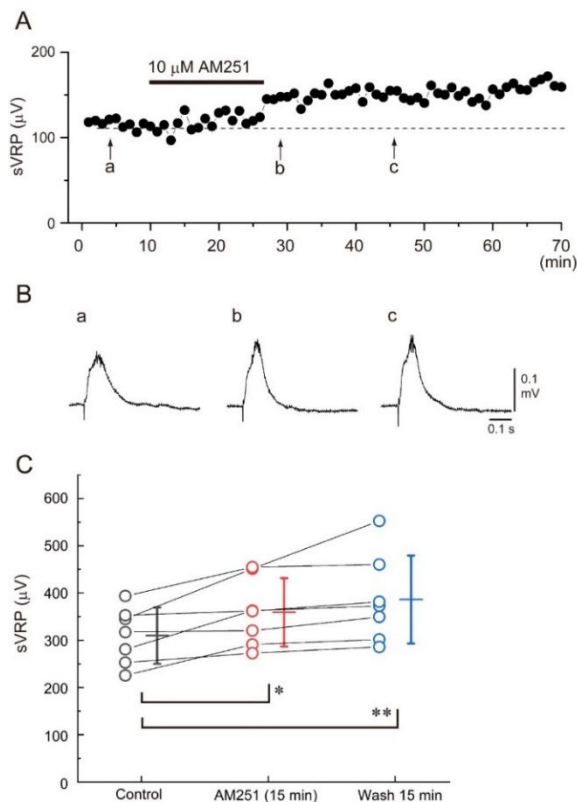 A
200
10 μM AM251
sVRP (μV)
100
a
b
c
0
0 10 20 30 40 50 60 70
(min)
B
a b c
0.1
mV
0.1 s
C
600
500
400
sVRP (μV)
300
200
*
100
**
0
Control AM251 (15 min) Wash 15 min